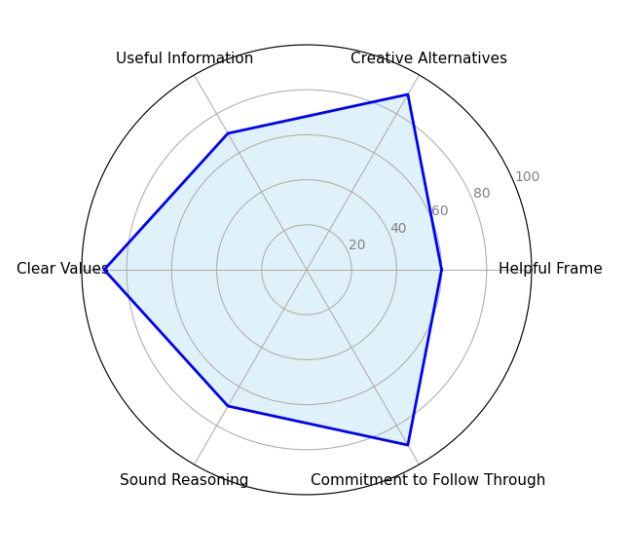 Useful Information
Creative Alternatives
100
80
60
40
20
Clear Values
Helpful Frame
Sound Reasoning
Commitment to Follow Through